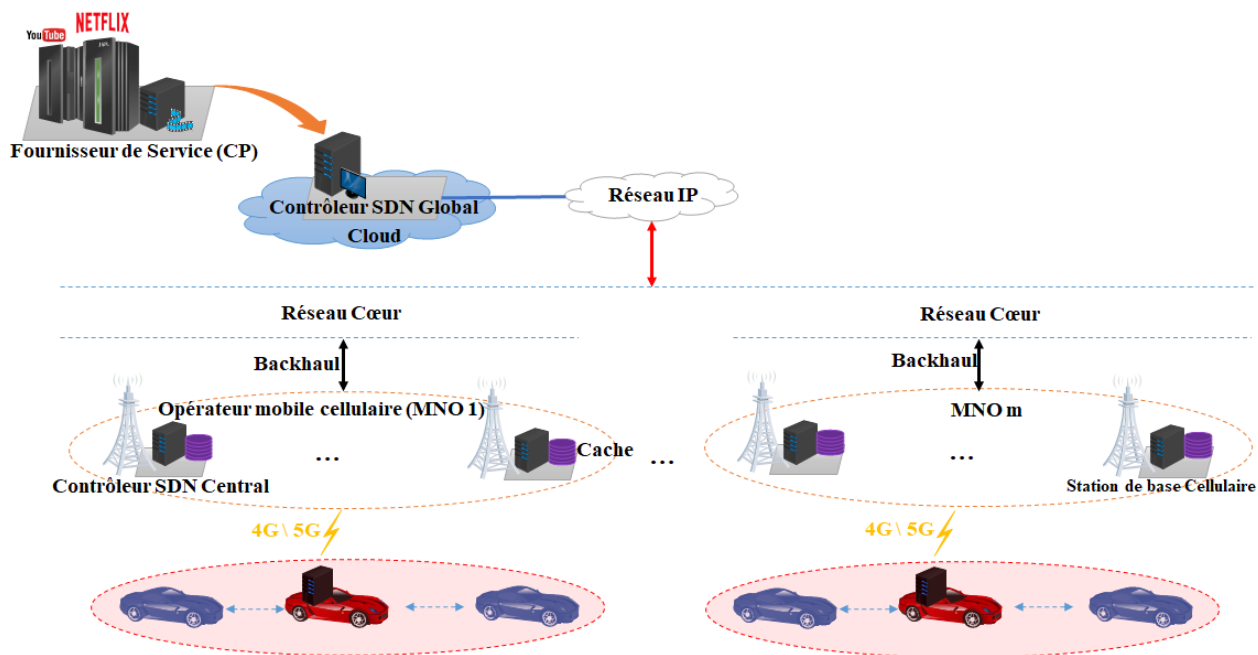 YouTube NETFLIX
Fournisseur de Service (CP)
Contrôleur SDN Global
Cloud
Réseau IP
Réseau Cœur
Réseau Cœur
Backhaul
Backhaul
Opérateur mobile cellulaire (MNO 1)
MNO m
Cache
...
...
...
Contrôleur SDN Central
Station de base Cellulaire
4G \ 5G
4G \ 5G